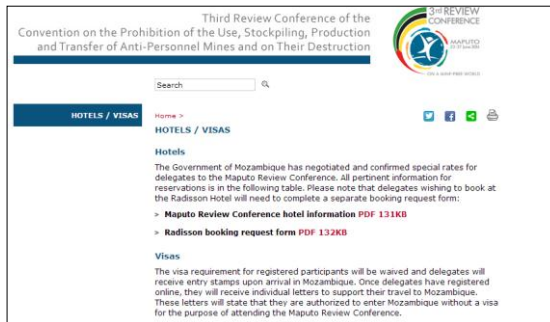 Third Review Conference of the
Convention on the Prohibition of the Use, Stockpiling, Production
and Transfer of Anti-Personnel Mines and on Their Destruction
3rd REVIEW
CONFERENCE
MAPUTO
Search
HOTELS / VISAS
Home >
HOTELS / VISAS
Hotels
The Government of Mozambique has negotiated and confirmed special rates for
delegates to the Maputo Review Conference. All pertinent information for
reservations is in the following table. Please note that delegates wishing to book at
the Radisson Hotel will need to complete a separate booking request form:
> Maputo Review Conference hotel information PDF 131KB
> Radisson booking request form PDF 132KB
Visas
The visa requirement for registered participants will be waived and delegates will
receive entry stamps upon arrival in Mozambique. Once delegates have registered
online, they will receive individual letters to support their travel to Mozambique.
These letters will state that they are authorized to enter Mozambique without a visa
for the purpose of attending the Maputo Review Conference.